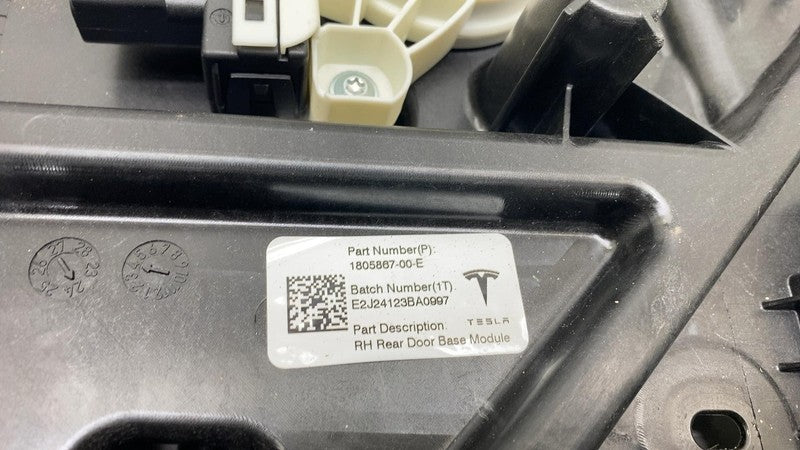 Part Number(P):
1805867-00-E
Batch Number(1T):
E2J24123BA0997
TESLA
Part Description:
RH Rear Door Base Module